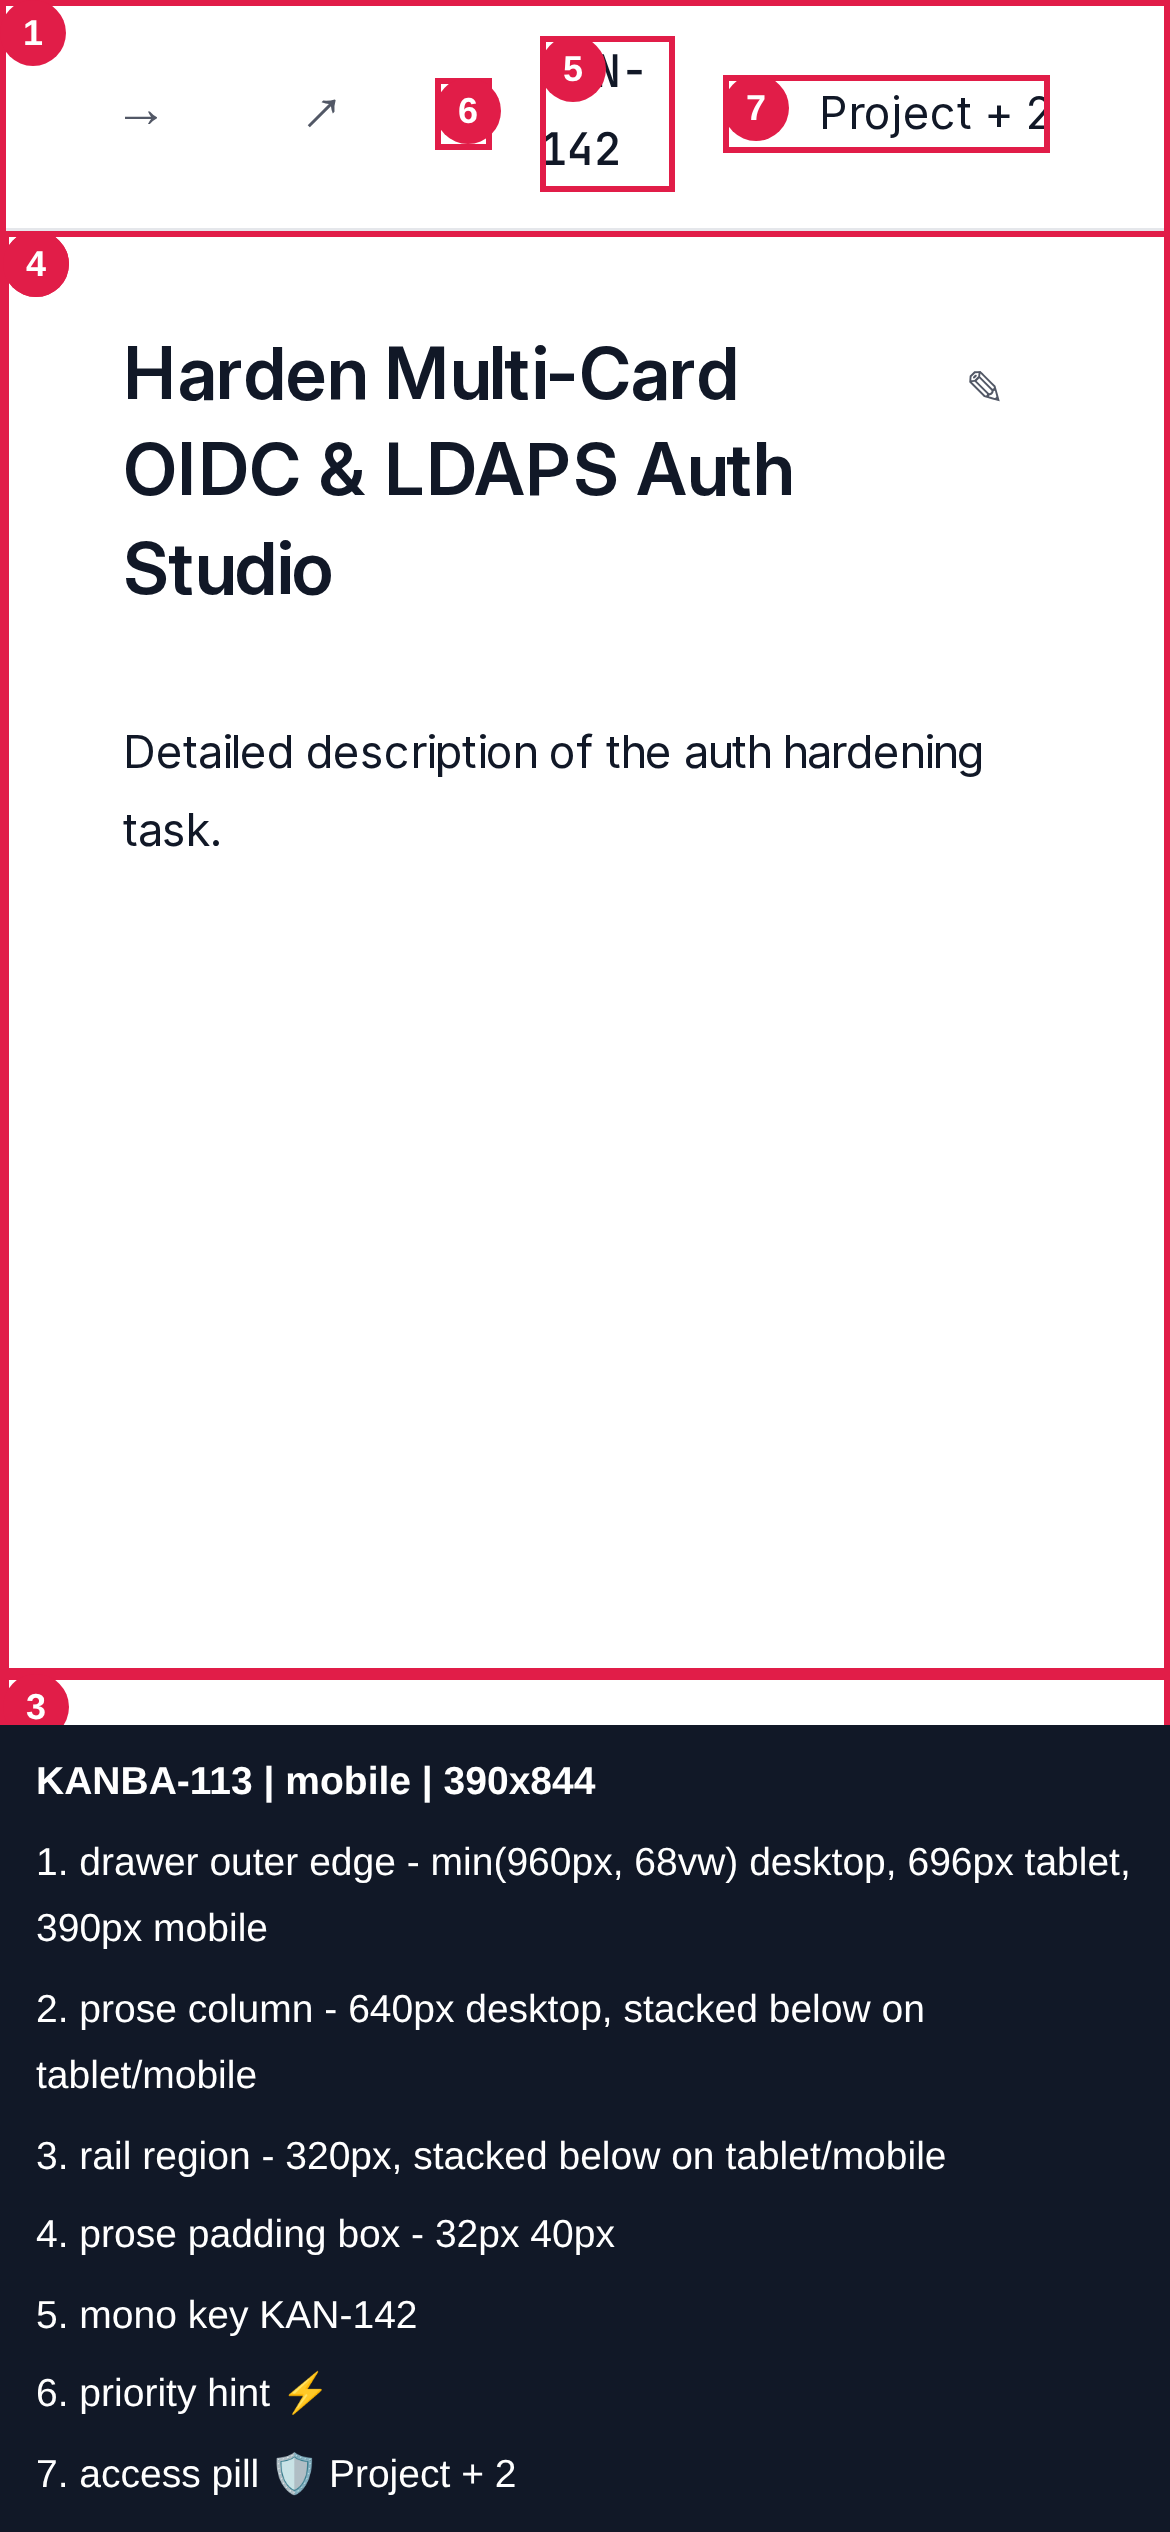 1
→ ↗ 6 5 N- 7 Project + 2
142
4
Harden Multi-Card ✎
OIDC & LDAPS Auth
Studio
Detailed description of the auth hardening
task.
3
KANBA-113 | mobile | 390x844
1. drawer outer edge - min(960px, 68vw) desktop, 696px tablet,
390px mobile
2. prose column - 640px desktop, stacked below on
tablet/mobile
3. rail region - 320px, stacked below on tablet/mobile
4. prose padding box - 32px 40px
5. mono key KAN-142
6. priority hint ⚡
7. access pill 🛡️ Project + 2